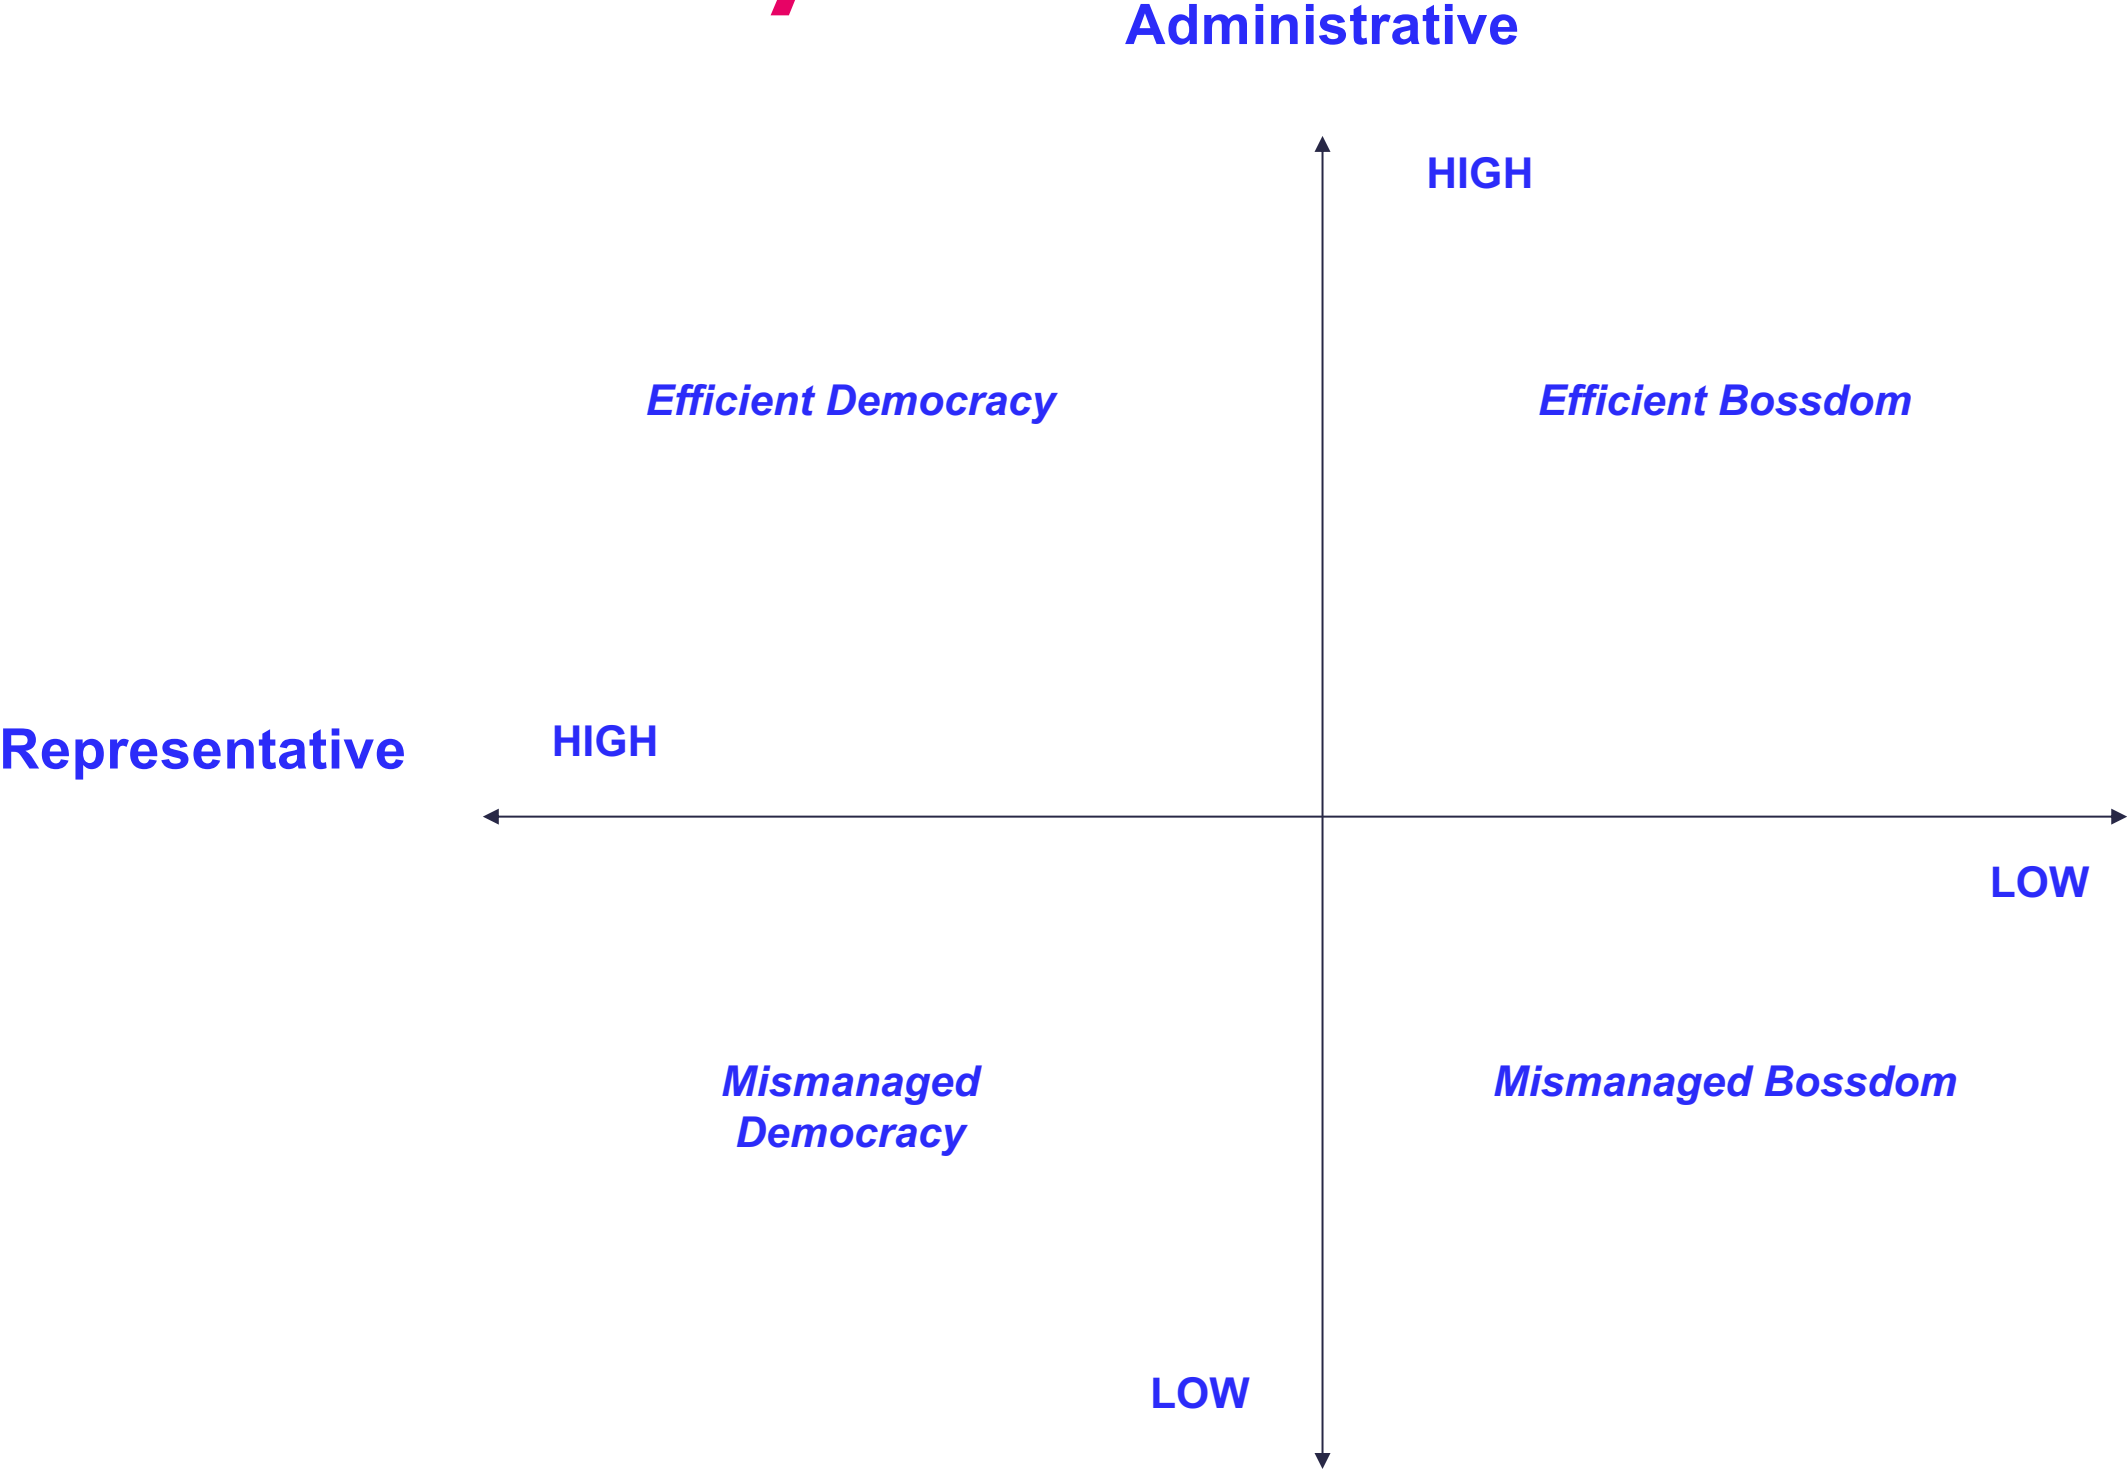 Administrative
HIGH
Efficient Democracy
Efficient Bossdom
Representative
HIGH
LOW
Mismanaged
Democracy
Mismanaged Bossdom
LOW